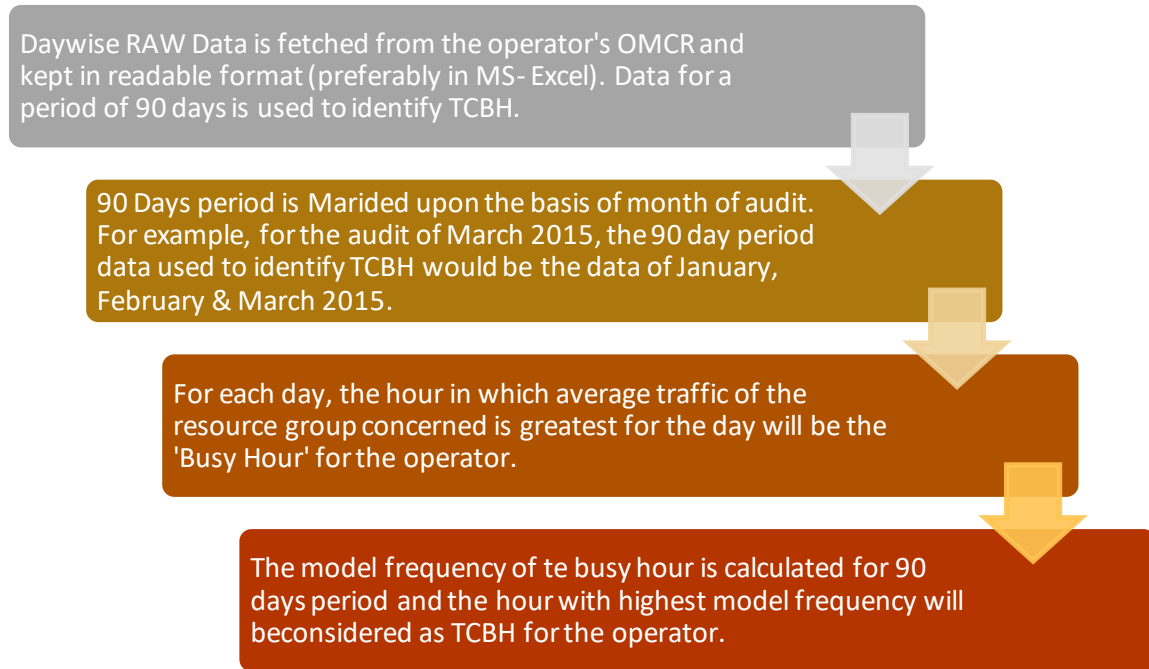 Daywise RAW Data is fetched from the operator's OMCR and
kept in readable format (preferably in MS- Excel). Data for a
period of 90 days is used to identify TCBH.
90 Days period is Marided upon the basis of month of audit.
For example, for the audit of March 2015, the 90 day period
data used to identify TCBH would be the data of January,
February & March 2015.
For each day, the hour in which average traffic of the
resource group concerned is greatest for the day will be the
'Busy Hour' for the operator.
The model frequency of te busy hour is calculated for 90
days period and the hour with highest model frequency will
beconsidered as TCBH for the operator.